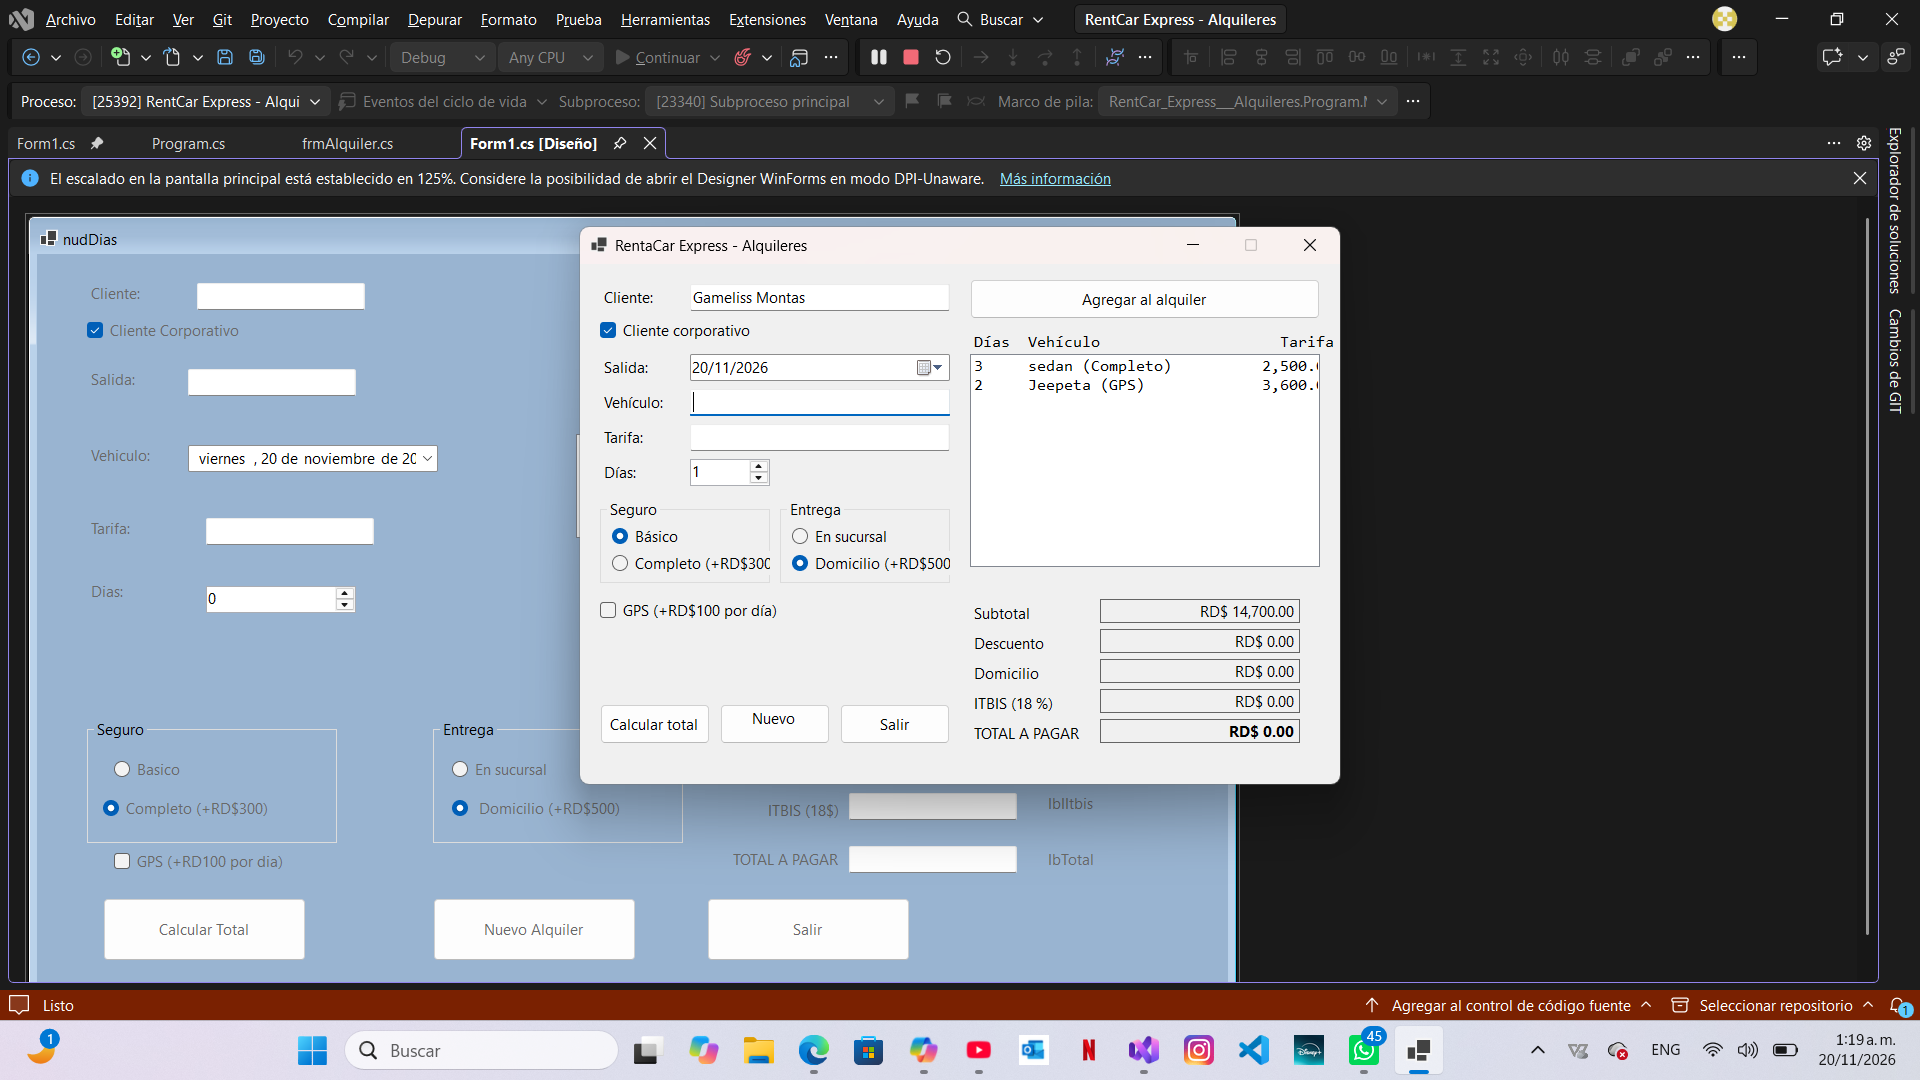 Archivo Editar Ver Git Proyecto Compilar Depurar Formato Prueba Herramientas Extensiones Ventana Ayuda Buscar RentCar Express - Alquileres
Debug Any CPU Continuar
Proceso: [25392] RentCar Express - Alqui Eventos del ciclo de vida Subproceso: [23340] Subproceso principal Marco de pila: RentCar_Express___Alquileres.Program.M
Form1.cs Program.cs frmAlquiler.cs Form1.cs [Diseño]
El escalado en la pantalla principal está establecido en 125%. Considere la posibilidad de abrir el Designer WinForms en modo DPI-Unaware. Más información
Explorador de soluciones
Cambios de GIT
nudDias
Cliente:
Cliente Corporativo
Salida:
Vehiculo: viernes , 20 de noviembre de 20
Tarifa:
Dias: 0
Seguro
Basico
Completo (+RD$300)
Entrega
En sucursal
Domicilio (+RD$500)
GPS (+RD100 por dia)
ITBIS (18$) lblItbis
TOTAL A PAGAR lbTotal
Calcular Total Nuevo Alquiler Salir
RentaCar Express - Alquileres
Cliente: Gameliss Montas
Cliente corporativo
Salida: 20/11/2026
Vehículo:
Tarifa:
Días: 1
Seguro
Básico
Completo (+RD$300
Entrega
En sucursal
Domicilio (+RD$500
GPS (+RD$100 por día)
Calcular total Nuevo Salir
Agregar al alquiler
Días Vehículo Tarifa
3 sedan (Completo) 2,500.0
2 Jeepeta (GPS) 3,600.0
Subtotal RD$ 14,700.00
Descuento RD$ 0.00
Domicilio RD$ 0.00
ITBIS (18 %) RD$ 0.00
TOTAL A PAGAR RD$ 0.00
Listo Agregar al control de código fuente Seleccionar repositorio 1
1 Buscar Disney+ 45 ENG 1:19 a. m.
20/11/2026